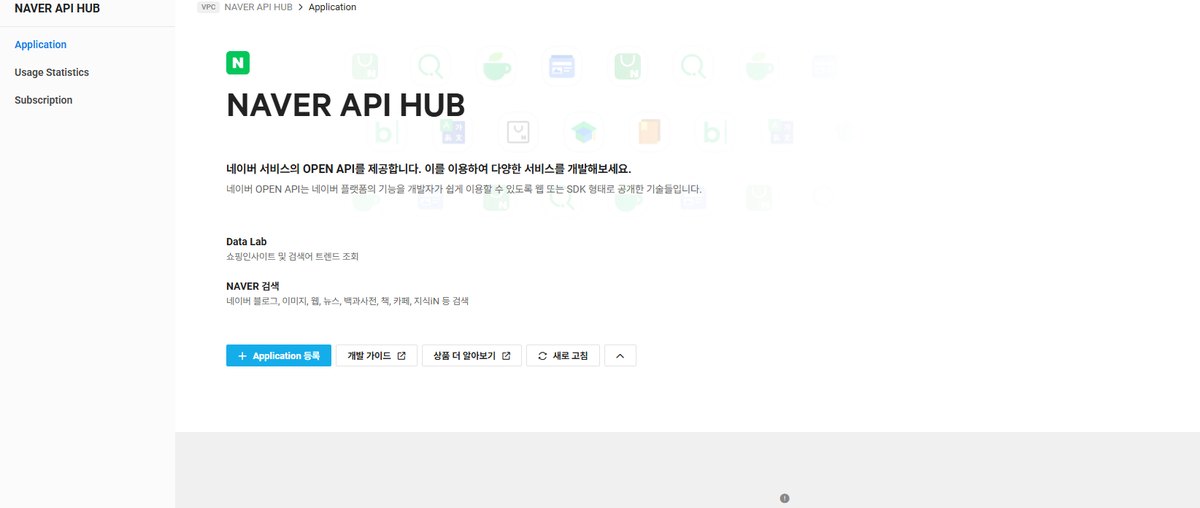 NAVER API HUB
VPC NAVER API HUB > Application
Application
Usage Statistics
Subscription
N
NAVER API HUB
네이버 서비스의 OPEN API를 제공합니다. 이를 이용하여 다양한 서비스를 개발해보세요.
네이버 OPEN API는 네이버 플랫폼의 기능을 개발자가 쉽게 이용할 수 있도록 웹 또는 SDK 형태로 공개한 기술들입니다.
Data Lab
쇼핑인사이트 및 검색어 트렌드 조회
NAVER 검색
네이버 블로그, 이미지, 웹, 뉴스, 백과사전, 책, 카페, 지식iN 등 검색
+ Application 등록 개발 가이드 상품 더 알아보기 새로 고침